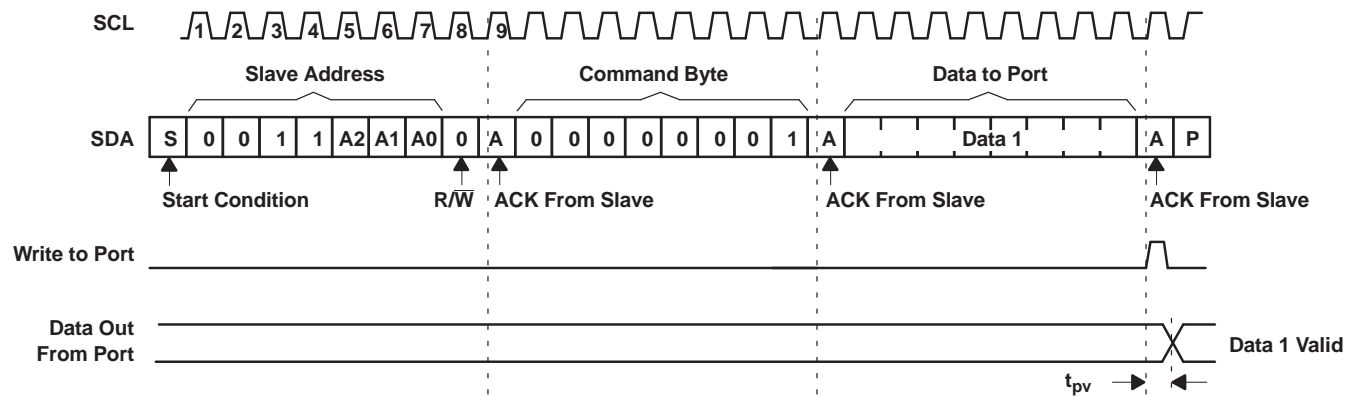 SCL 1 2 3 4 5 6 7 8 9
Slave Address Command Byte Data to Port
SDA S 0 0 1 1 A2 A1 A0 0 A 0 0 0 0 0 0 0 1 A Data 1 A P
Start Condition R/W̅ ACK From Slave ACK From Slave ACK From Slave
Write to Port
Data Out
From Port
Data 1 Valid
tpv